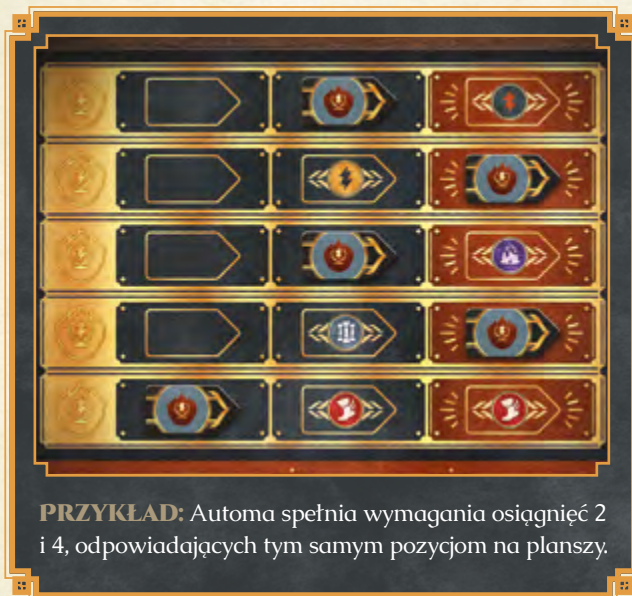 PRZYKŁAD: Automa spełnia wymagania osiągnięć 2
i 4, odpowiadających tym samym pozycjom na planszy.